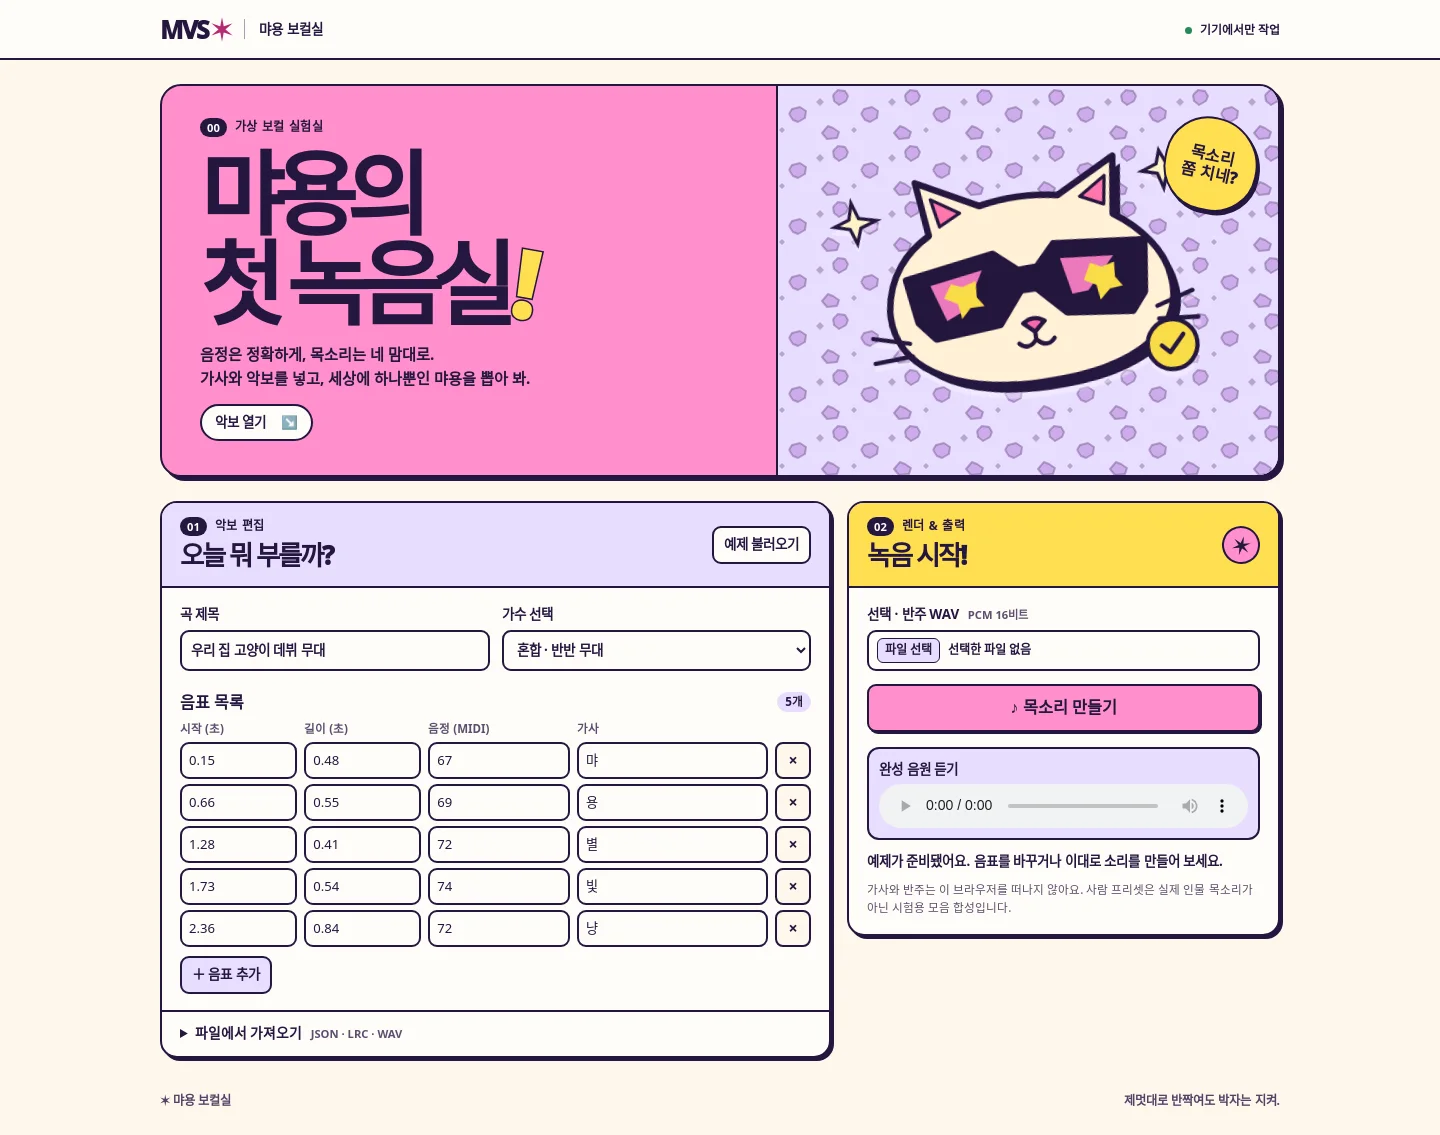 MVS✶ 먀용 보컬실
기기에서만 작업
00 가상 보컬 실험실
먀용의
첫 녹음실!
음정은 정확하게, 목소리는 네 맘대로.
가사와 악보를 넣고, 세상에 하나뿐인 먀용을 뽑아 봐.
악보 열기 ↘
목소리
쫌 치네?
01 악보 편집
오늘 뭐 부를까?
예제 불러오기
곡 제목
우리 집 고양이 데뷔 무대
가수 선택
혼합 · 반반 무대
음표 목록
5개
시작 (초) 길이 (초) 음정 (MIDI) 가사
0.15 0.48 67 먀 ×
0.66 0.55 69 용 ×
1.28 0.41 72 별 ×
1.73 0.54 74 빛 ×
2.36 0.84 72 냥 ×
＋ 음표 추가
▶ 파일에서 가져오기 JSON · LRC · WAV
02 렌더 & 출력
녹음 시작!
✶
선택 · 반주 WAV PCM 16비트
파일 선택 선택한 파일 없음
♪ 목소리 만들기
완성 음원 듣기
0:00 / 0:00
예제가 준비됐어요. 음표를 바꾸거나 이대로 소리를 만들어 보세요.
가사와 반주는 이 브라우저를 떠나지 않아요. 사람 프리셋은 실제 인물 목소리가
아닌 시험용 모음 합성입니다.
✶ 먀용 보컬실
제멋대로 반짝여도 박자는 지켜.